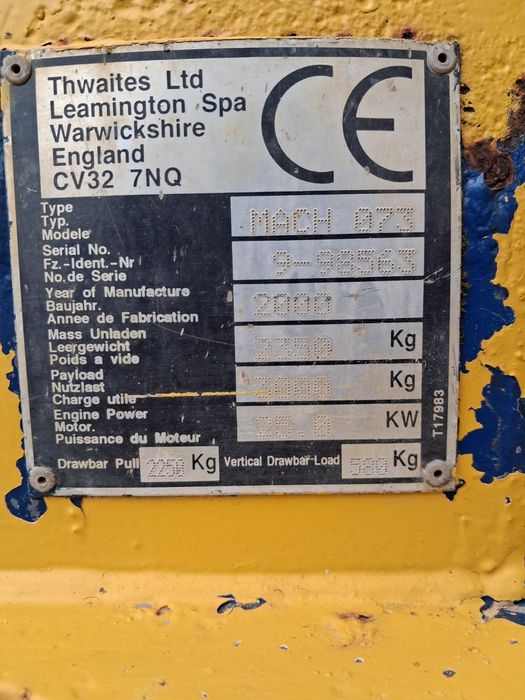 Thwaites Ltd
Leamington Spa
Warwickshire
England
CV32 7NQ
CE
Type
Typ.
Modele
MACH 073
Serial No.
Fz.-Ident.-Nr
No.de Serie
9-98563
Year of Manufacture
Baujahr.
Annee de Fabrication
2000
Mass Unladen
Leergewicht
Poids a vide
2350 Kg
Payload
Nutzlast
Charge utile
3000 Kg
Engine Power
Motor.
Puissance du Moteur
25.0 KW
Drawbar Pull 2250 Kg Vertical Drawbar Load 500 Kg
T17983